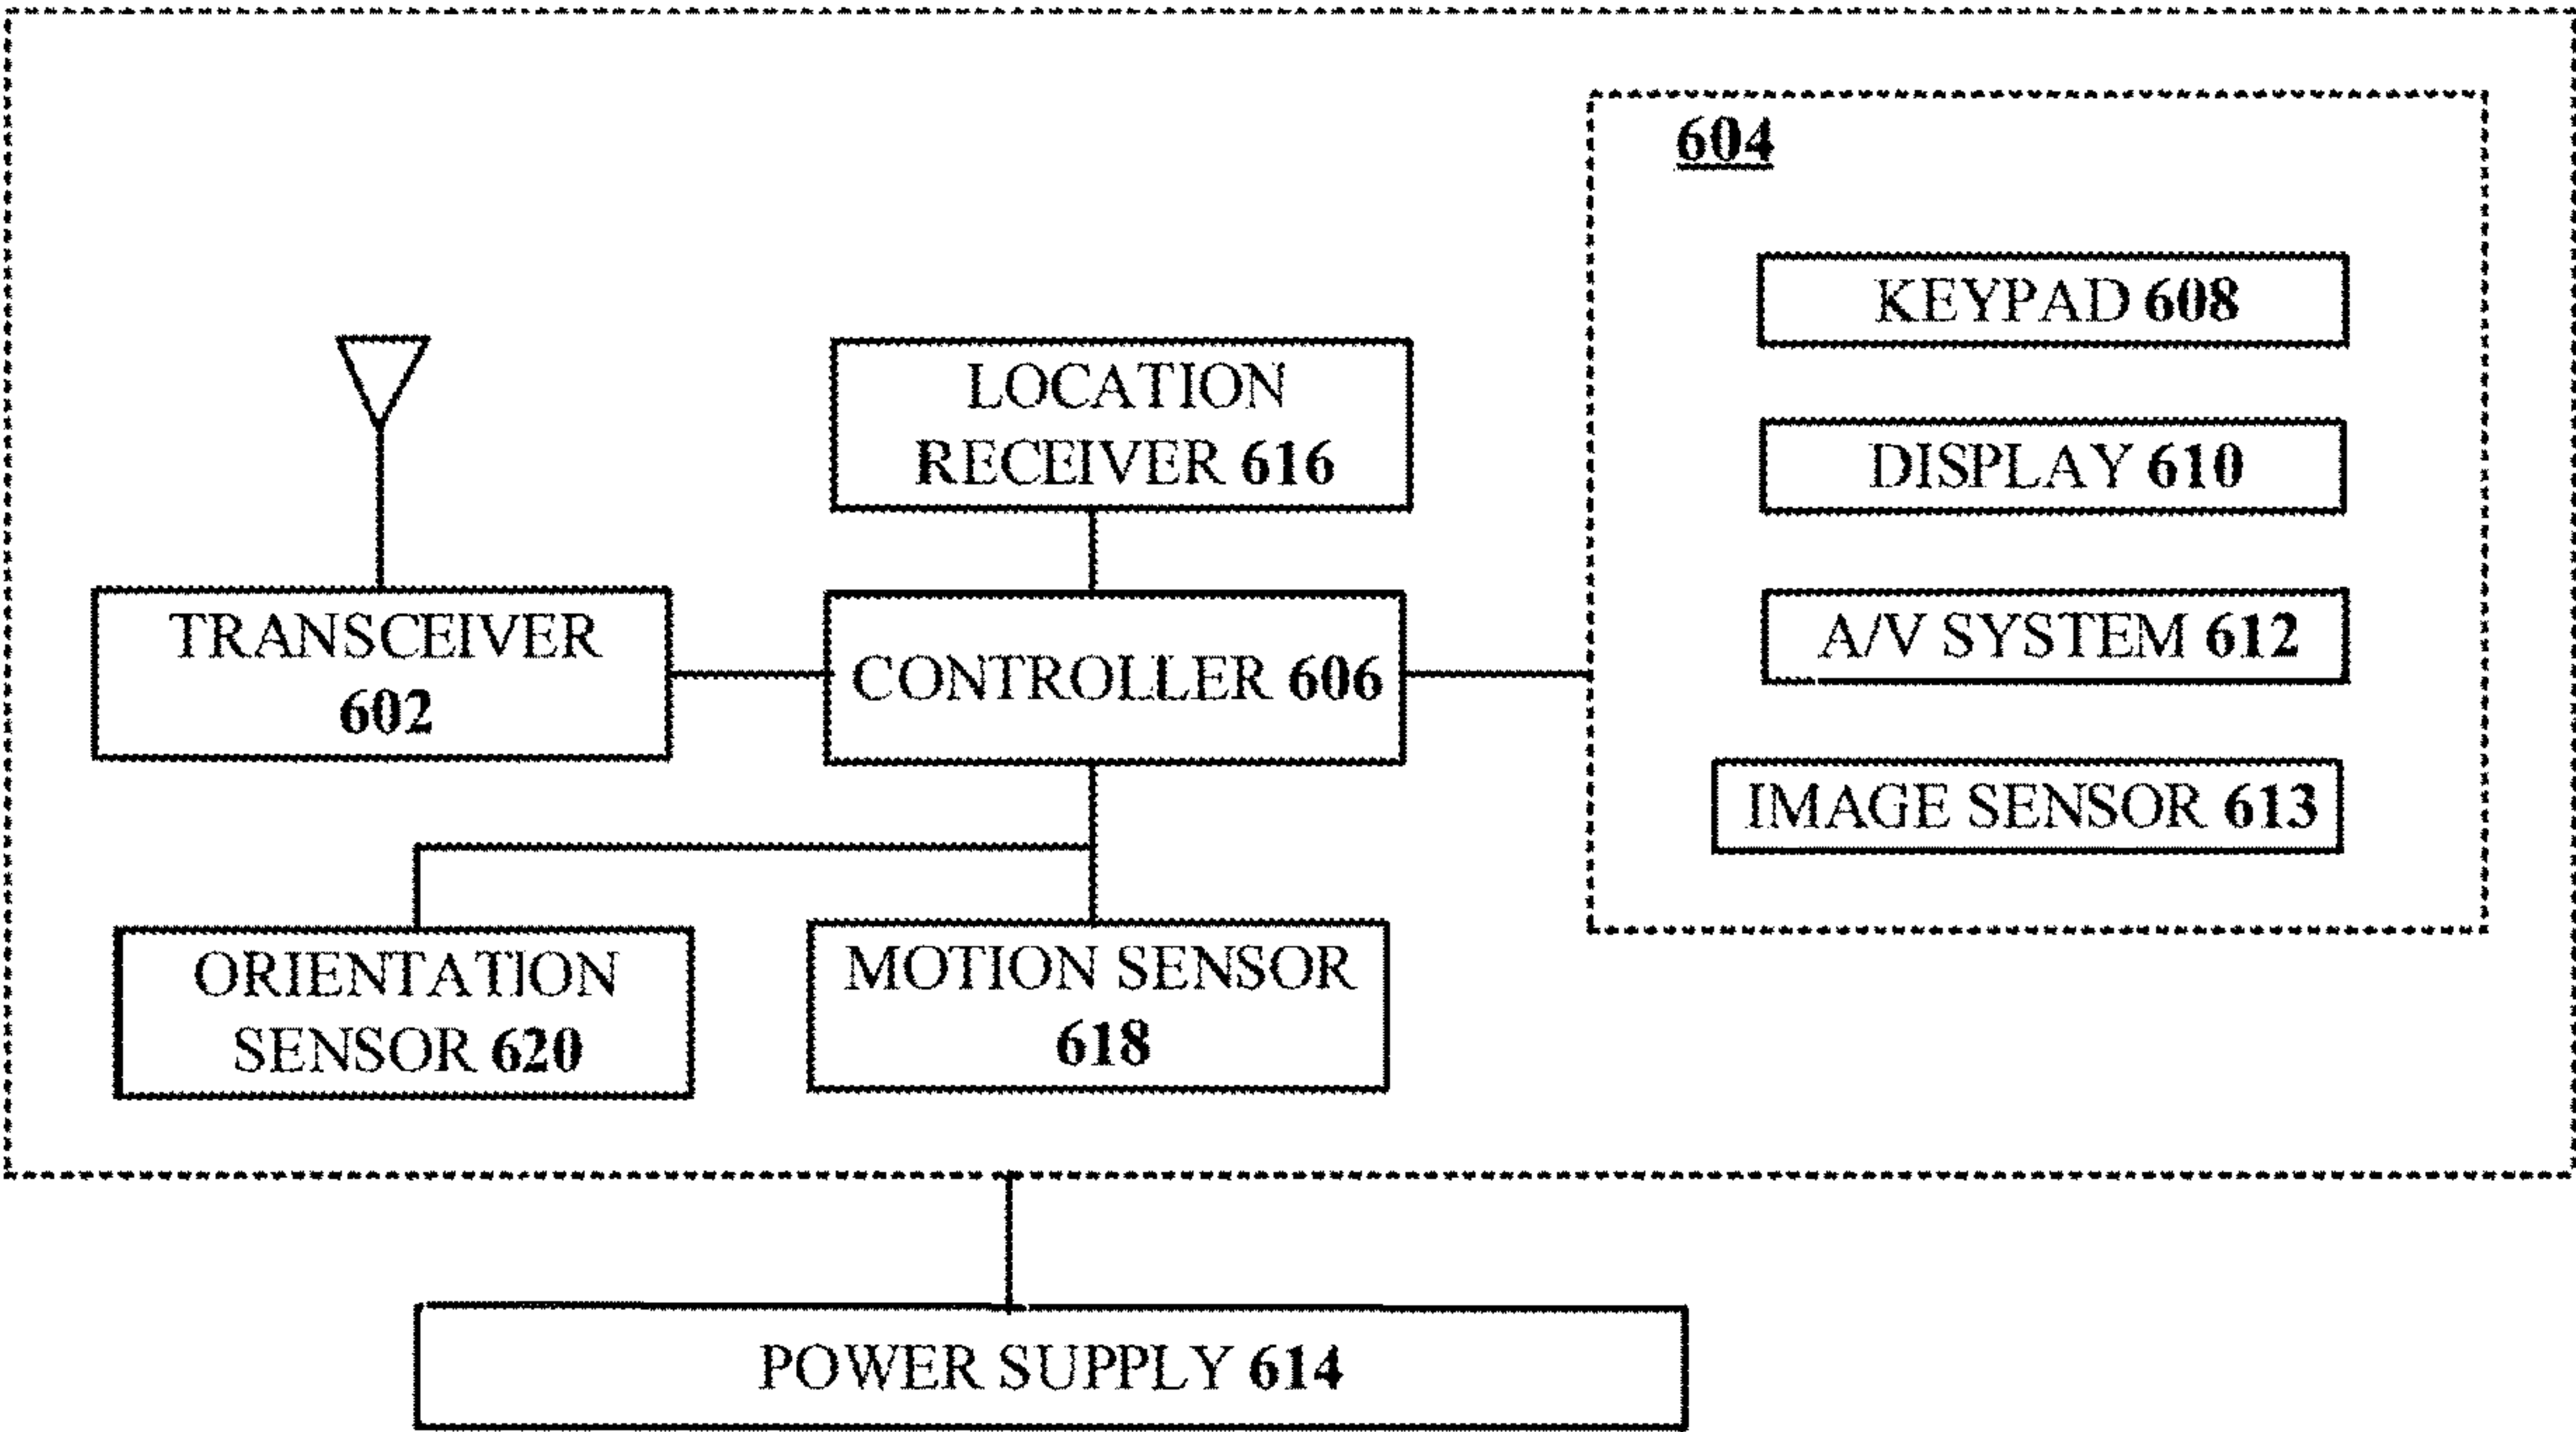 604
KEYPAD 608
LOCATION
RECEIVER 616
DISPLAY 610
TRANSCEIVER
602
CONTROLLER 606
A/V SYSTEM 612
IMAGE SENSOR 613
ORIENTATION
SENSOR 620
MOTION SENSOR
618
POWER SUPPLY 614